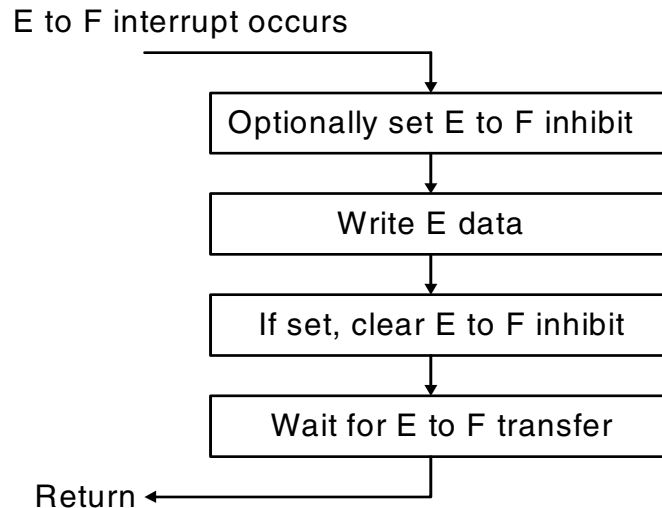 E to F interrupt occurs
Optionally set E to F inhibit
Write E data
If set, clear E to F inhibit
Wait for E to F transfer
Return